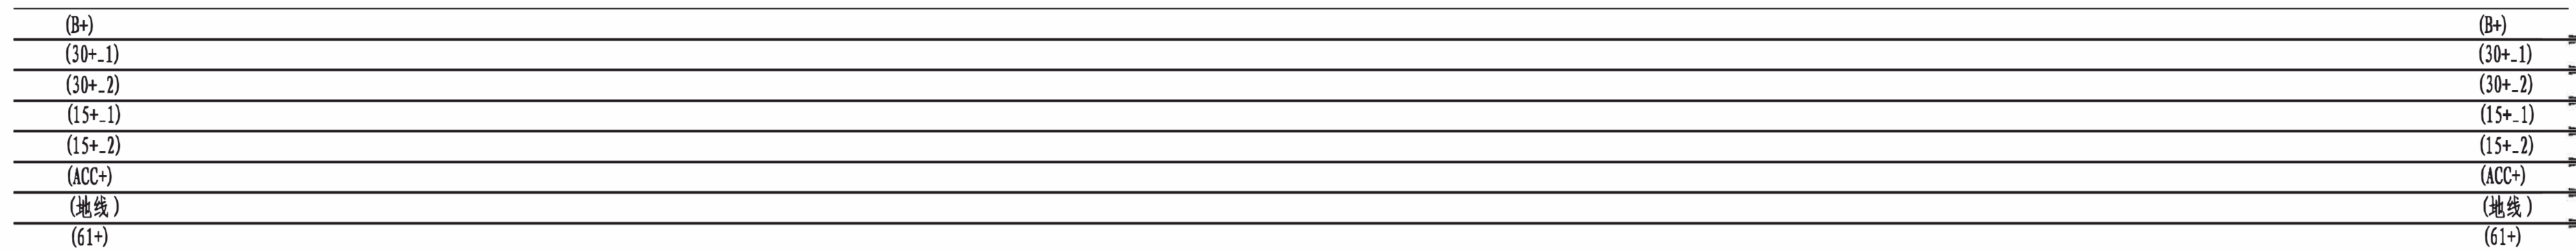 (B+) (B+)
(30+_1) (30+_1)
(30+_2) (30+_2)
(15+_1) (15+_1)
(15+_2) (15+_2)
(ACC+) (ACC+)
(地线) (地线)
(61+) (61+)